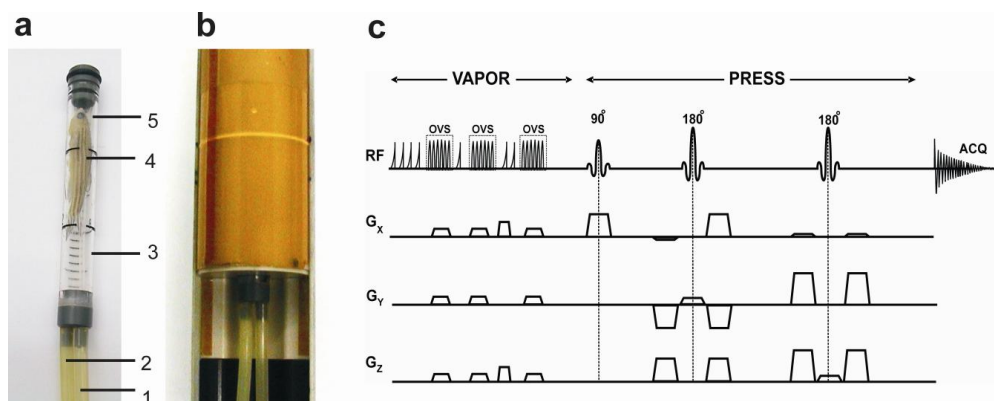 a
b
c
5
4
3
2
1
VAPOR
PRESS
OVS
OVS
OVS
90°
180°
180°
RF
ACQ
GX
GY
GZ